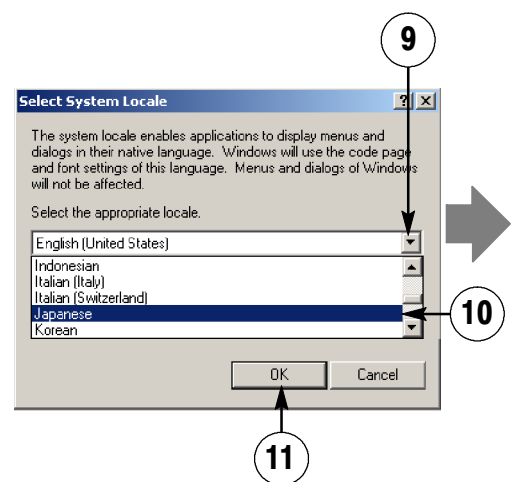 9
Select System Locale
The system locale enables applications to display menus and
dialogs in their native language. Windows will use the code page
and font settings of this language. Menus and dialogs of Windows
will not be affected.
Select the appropriate locale.
English (United States)
Indonesian
Italian (Italy)
Italian (Switzerland)
Japanese
10
Korean
OK Cancel
11